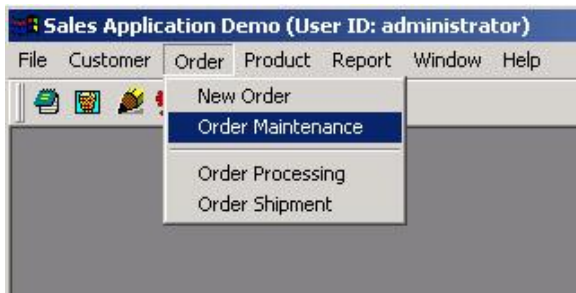 Sales Application Demo (User ID: administrator)
File Customer Order Product Report Window Help
New Order
Order Maintenance
Order Processing
Order Shipment